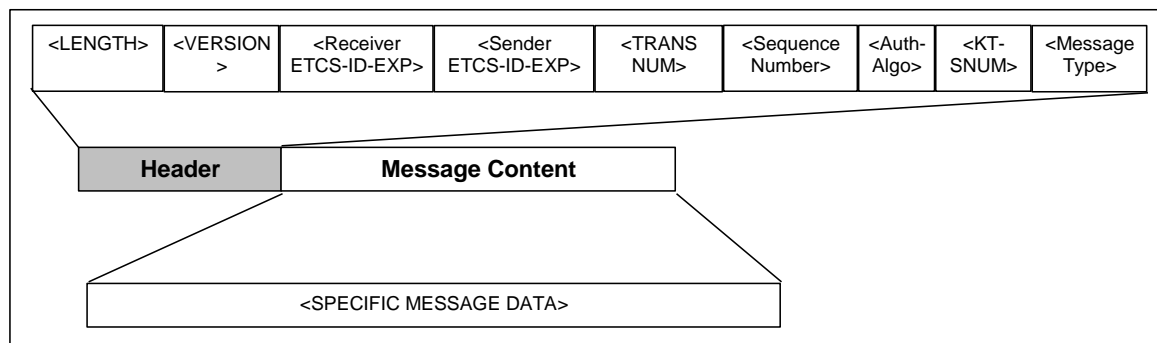 <LENGTH>
<VERSION
>
<Receiver
ETCS-ID-EXP>
<Sender
ETCS-ID-EXP>
<TRANS
NUM>
<Sequence
Number>
<Auth-
Algo>
<KT-
SNUM>
<Message
Type>
Header
Message Content
<SPECIFIC MESSAGE DATA>